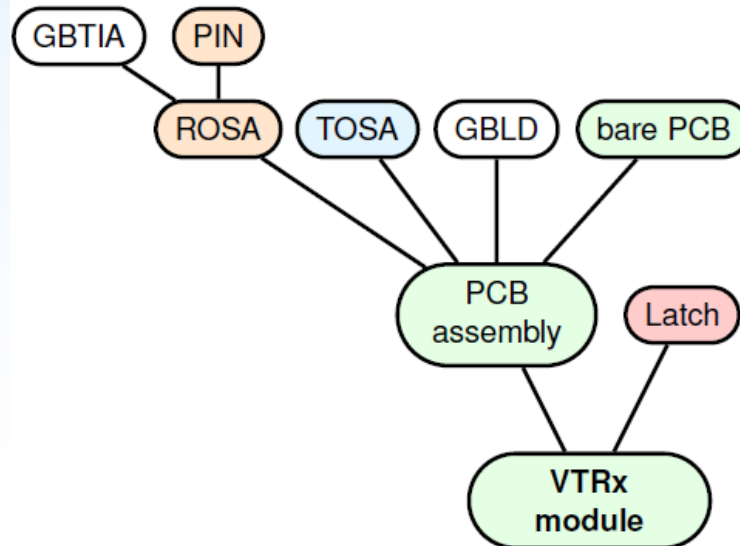 GBTIA
PIN
ROSA
TOSA
GBLD
bare PCB
PCB
assembly
Latch
VTRx
module